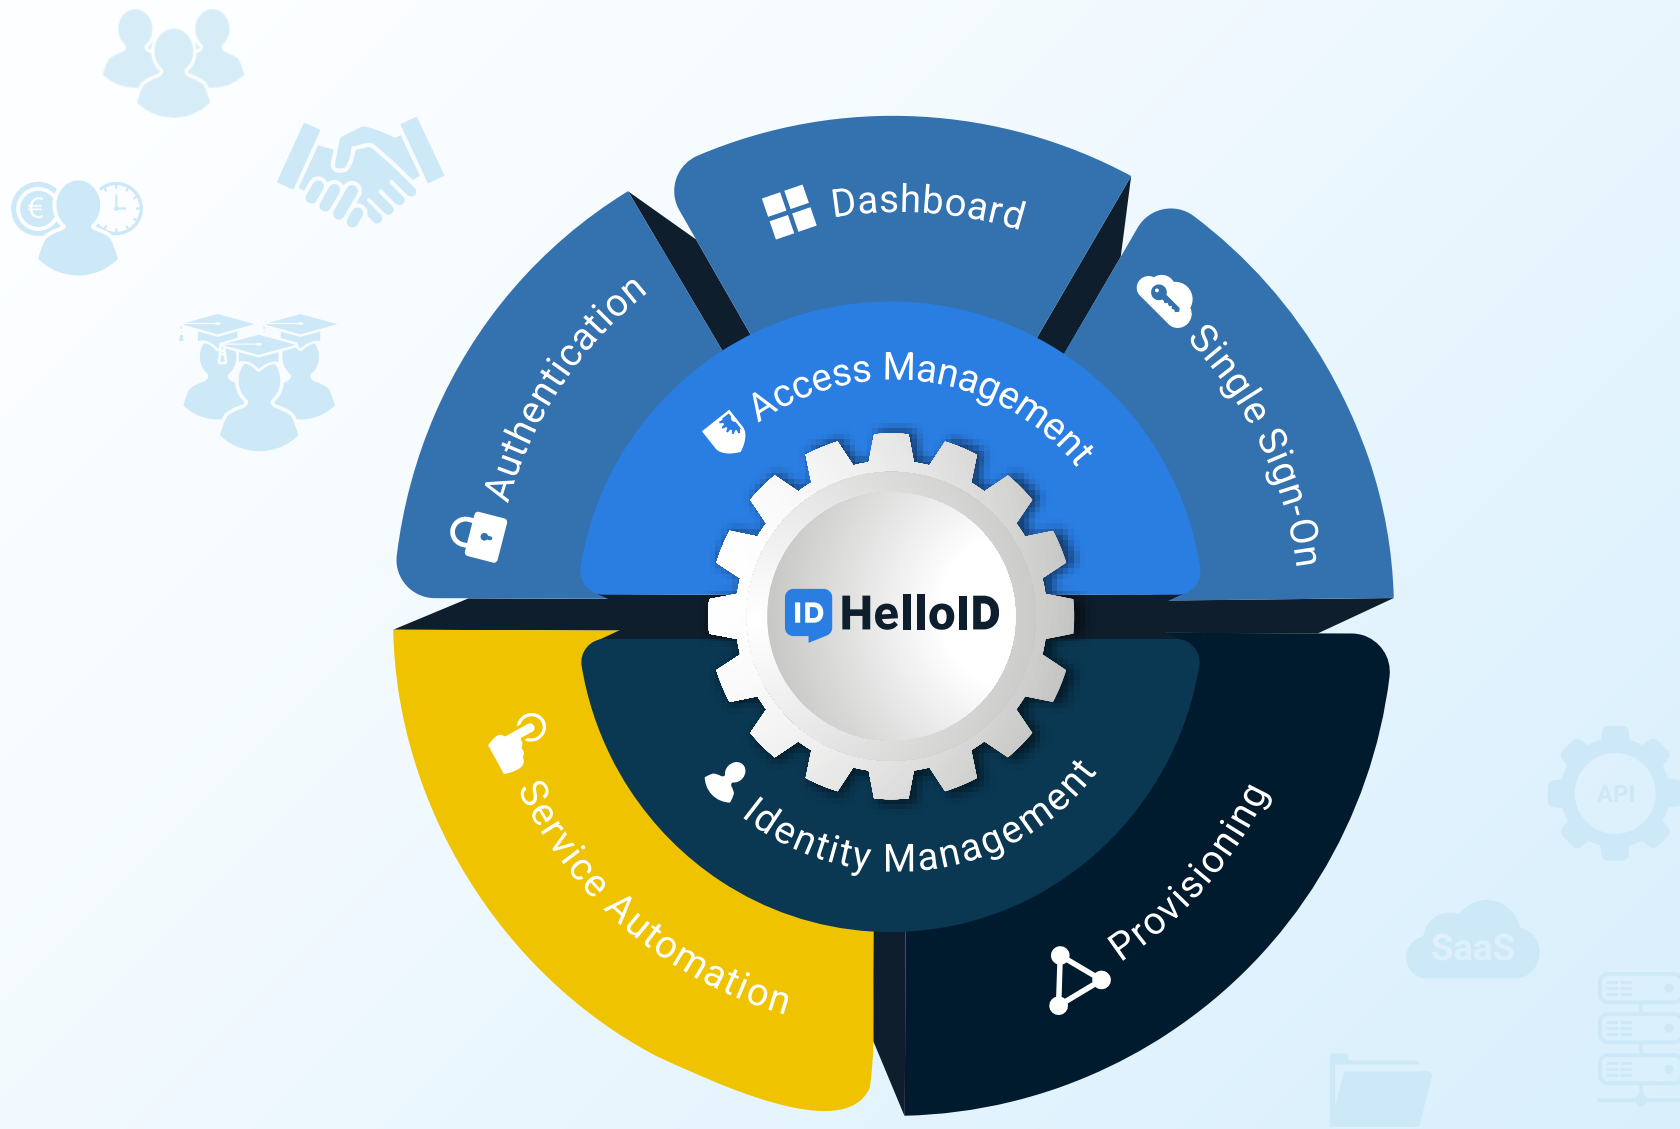 Dashboard
Authentication
Single Sign-On
Access Management
€
ID HelloID
Identity Management
Service Automation
Provisioning
API
SaaS